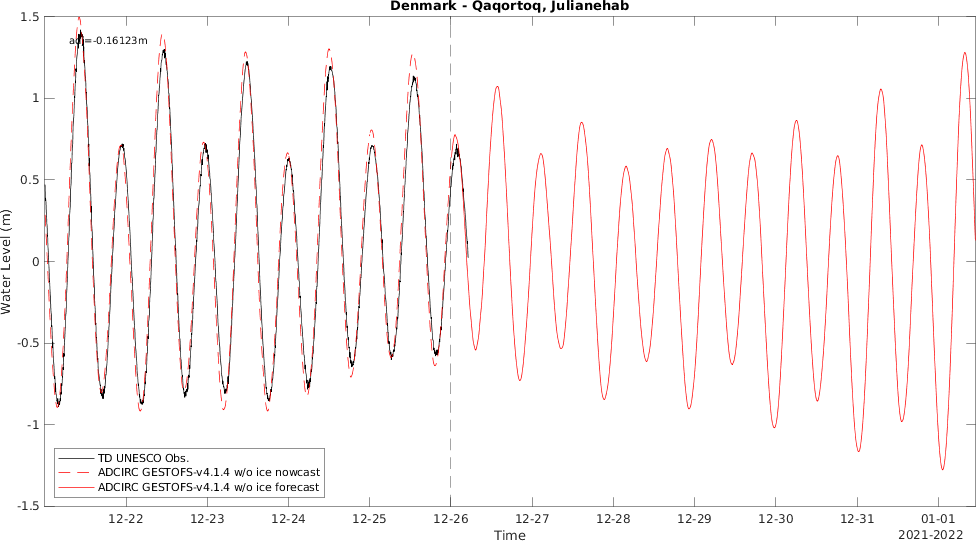 Denmark - Qaqortoq, Julianehab
1.5
1
0.5
0
-0.5
-1
-1.5
Water Level (m)
=-0.16123m
TD UNESCO Obs.
ADCIRC GESTOFS-v4.1.4 w/o ice nowcast
ADCIRC GESTOFS-v4.1.4 w/o ice forecast
12-22
12-23
12-24
12-25
12-26
12-27
12-28
12-29
12-30
12-31
01-01
Time
2021-2022